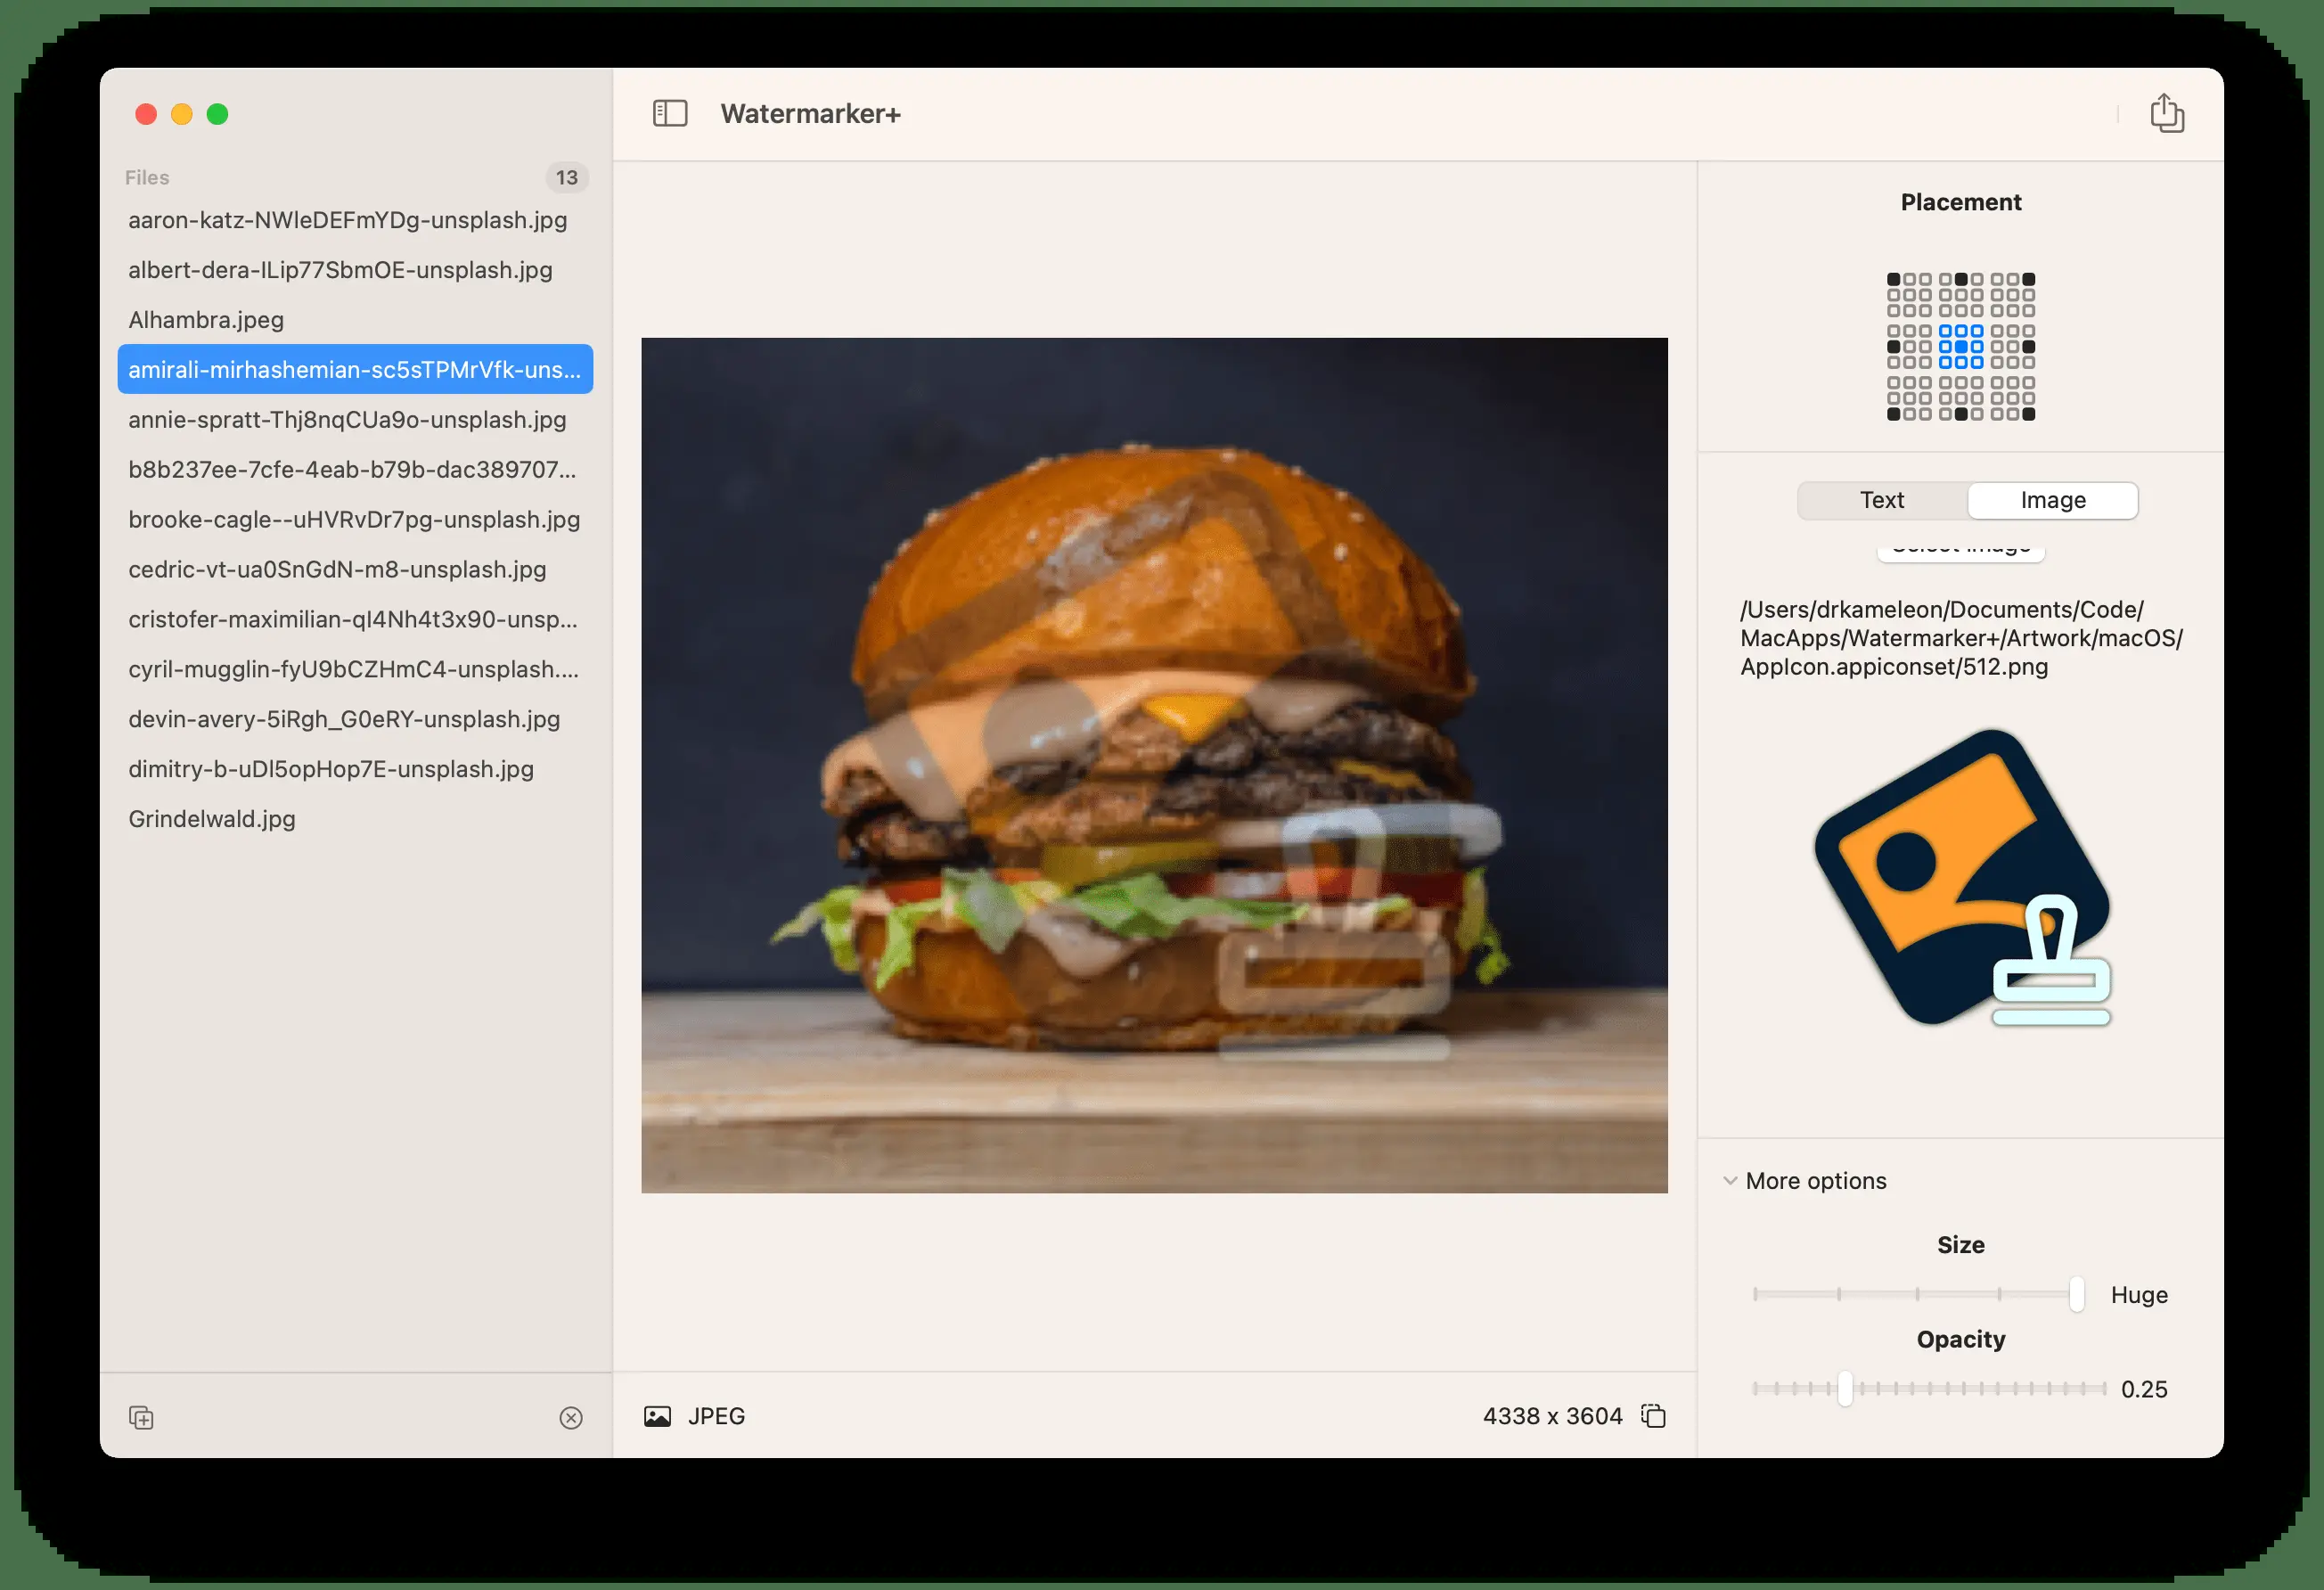 Watermarker+
Files
13
aaron-katz-NWleDEFmYDg-unsplash.jpg
albert-dera-ILip77SbmOE-unsplash.jpg
Alhambra.jpeg
amirali-mirhashemian-sc5sTPMrVfk-uns...
annie-spratt-Thj8nqCUa9o-unsplash.jpg
b8b237ee-7cfe-4eab-b79b-dac389707...
brooke-cagle--uHVRvDr7pg-unsplash.jpg
cedric-vt-ua0SnGdN-m8-unsplash.jpg
cristofer-maximilian-qI4Nh4t3x90-unsp...
cyril-mugglin-fyU9bCZHmC4-unsplash....
devin-avery-5iRgh_G0eRY-unsplash.jpg
dimitry-b-uDl5opHop7E-unsplash.jpg
Grindelwald.jpg
JPEG
4338 x 3604
Placement
Text
Image
Select Image
/Users/drkameleon/Documents/Code/
MacApps/Watermarker+/Artwork/macOS/
AppIcon.appiconset/512.png
More options
Size
Huge
Opacity
0.25